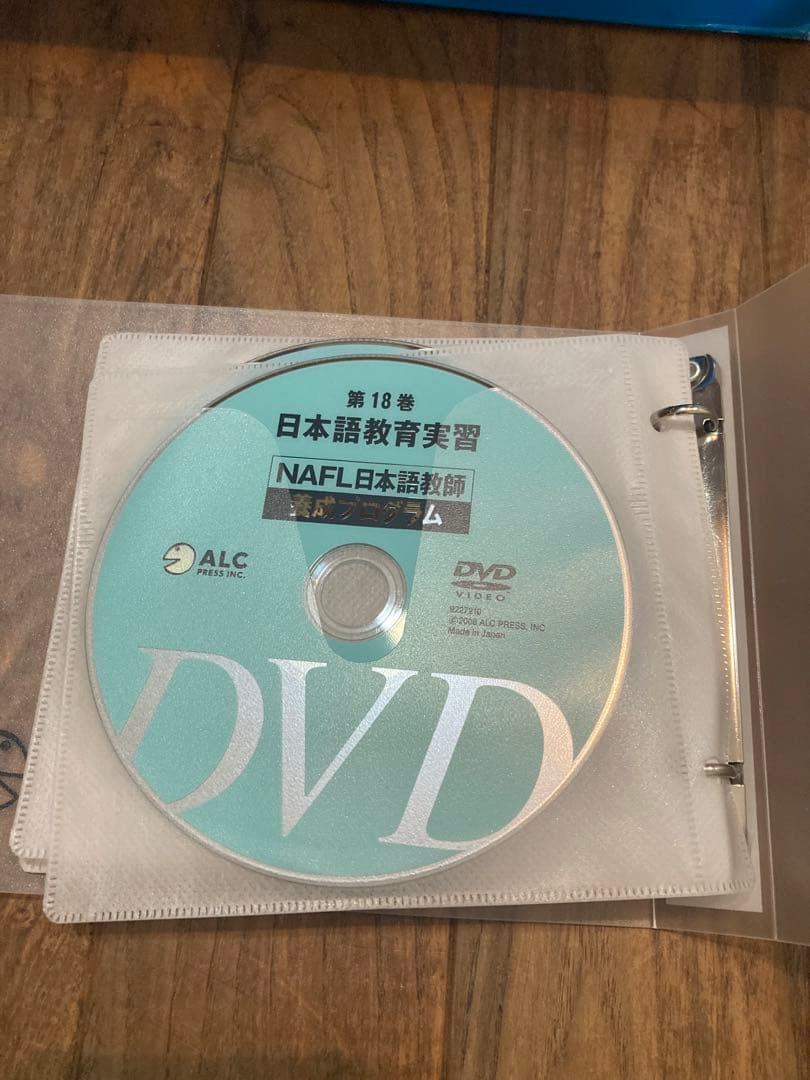 第18巻
日本語教育実習
NAFL日本語教師
養成プログラム
ALC
PRESS INC.
DVD
VIDEO
9227210
Ⓒ2008 ALC PRESS, INC
Made in Japan
DVD